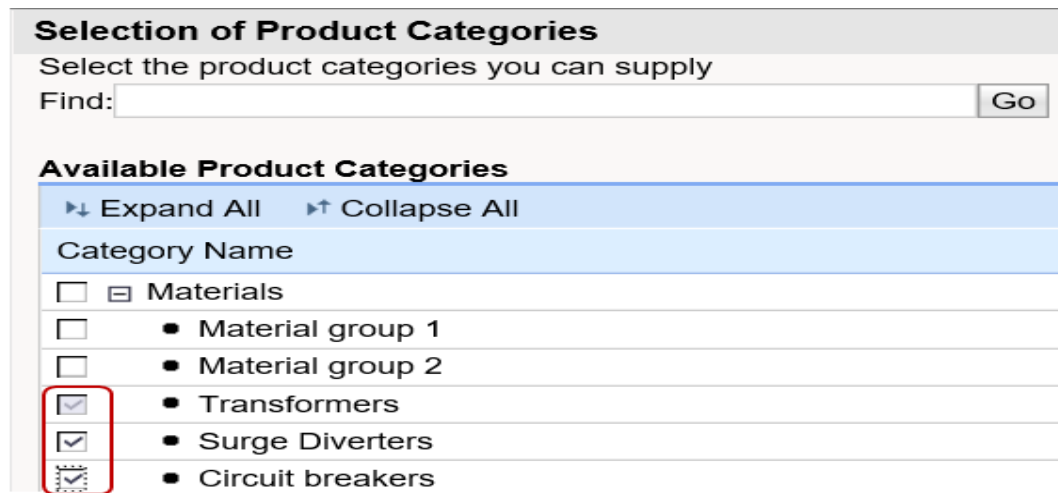 Selection of Product Categories
Select the product categories you can supply
Find: Go
Available Product Categories
Expand All Collapse All
Category Name
Materials
Material group 1
Material group 2
Transformers
Surge Diverters
Circuit breakers